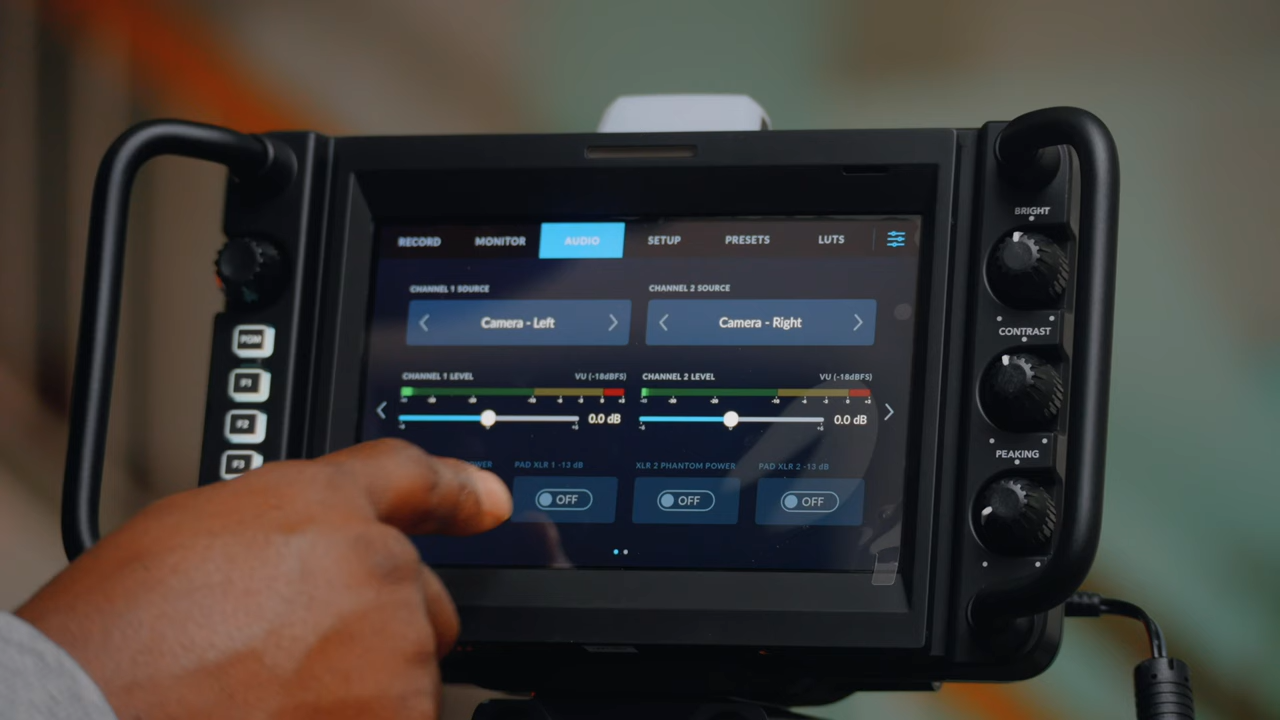 RECORD MONITOR AUDIO SETUP PRESETS LUTS
CHANNEL 1 SOURCE CHANNEL 2 SOURCE
Camera - Left Camera - Right
CHANNEL 1 LEVEL VU (-18dBFS) CHANNEL 2 LEVEL VU (-18dBFS)
0.0 dB 0.0 dB
PAD XLR 1 -13 dB XLR 2 PHANTOM POWER PAD XLR 2 -13 dB
OFF OFF OFF
PGM
F1
F2
F3
BRIGHT
CONTRAST
PEAKING